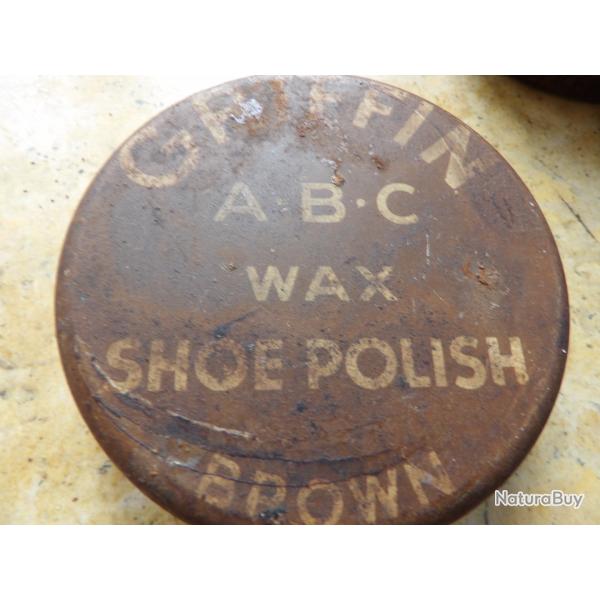 GRIFFIN
A·B·C
WAX
SHOE POLISH
BROWN
NaturaBuy